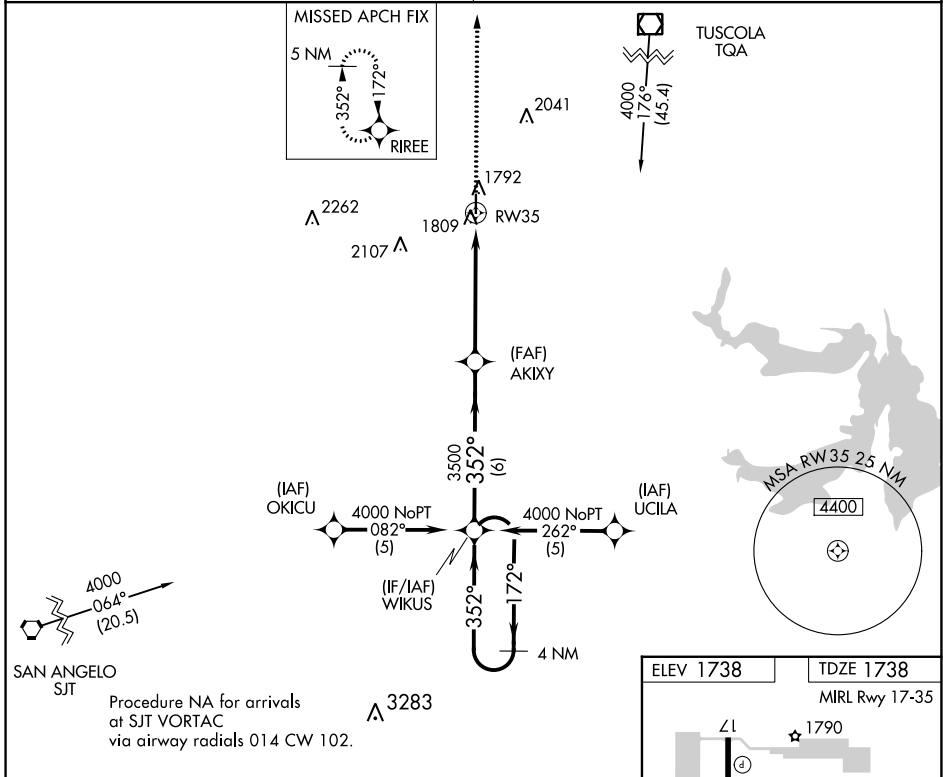 MISSED APCH FIX
5 NM
352°
172°
RIREE
TUSCOLA
TQA
4000
176°
(45.4)
2041
1792
2262
1809
RW35
2107
(FAF)
AKIXY
3500
352°
(6)
MSA RW35 25 NM
4400
(IAF)
OKICU
4000 NoPT
082°
(5)
4000 NoPT
262°
(5)
(IAF)
UCILA
(IF/IAF)
WIKUS
352°
172°
4 NM
4000
064°
(20.5)
SAN ANGELO
SJT
Procedure NA for arrivals
at SJT VORTAC
via airway radials 014 CW 102.
3283
ELEV 1738
TDZE 1738
MIRL Rwy 17-35
17
1790
P